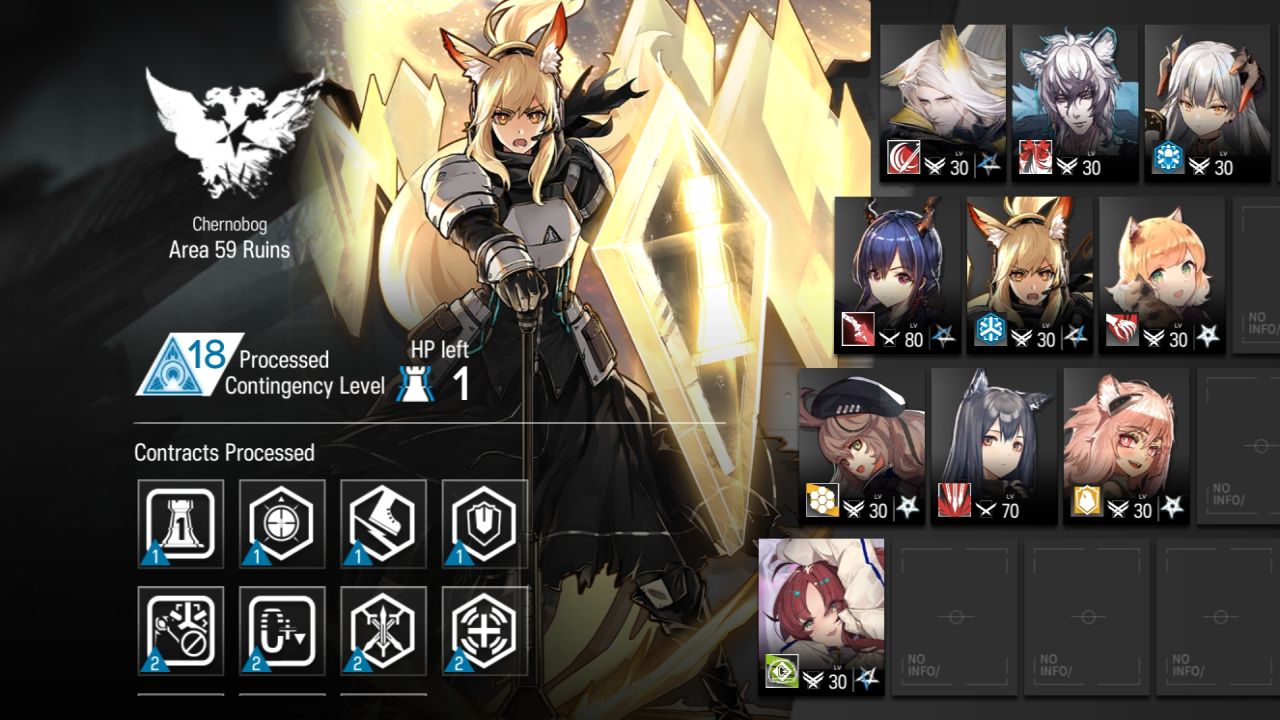 Chernobog
Area 59 Ruins
18
Processed
Contingency Level
HP left
1
Contracts Processed
1
1
1
1
1
2
2
2
2
LV
30
LV
30
LV
30
LV
80
LV
30
LV
30
NO
INFO/
LV
30
LV
70
LV
30
NO
INFO/
LV
30
NO
INFO/
NO
INFO/
NO
INFO/